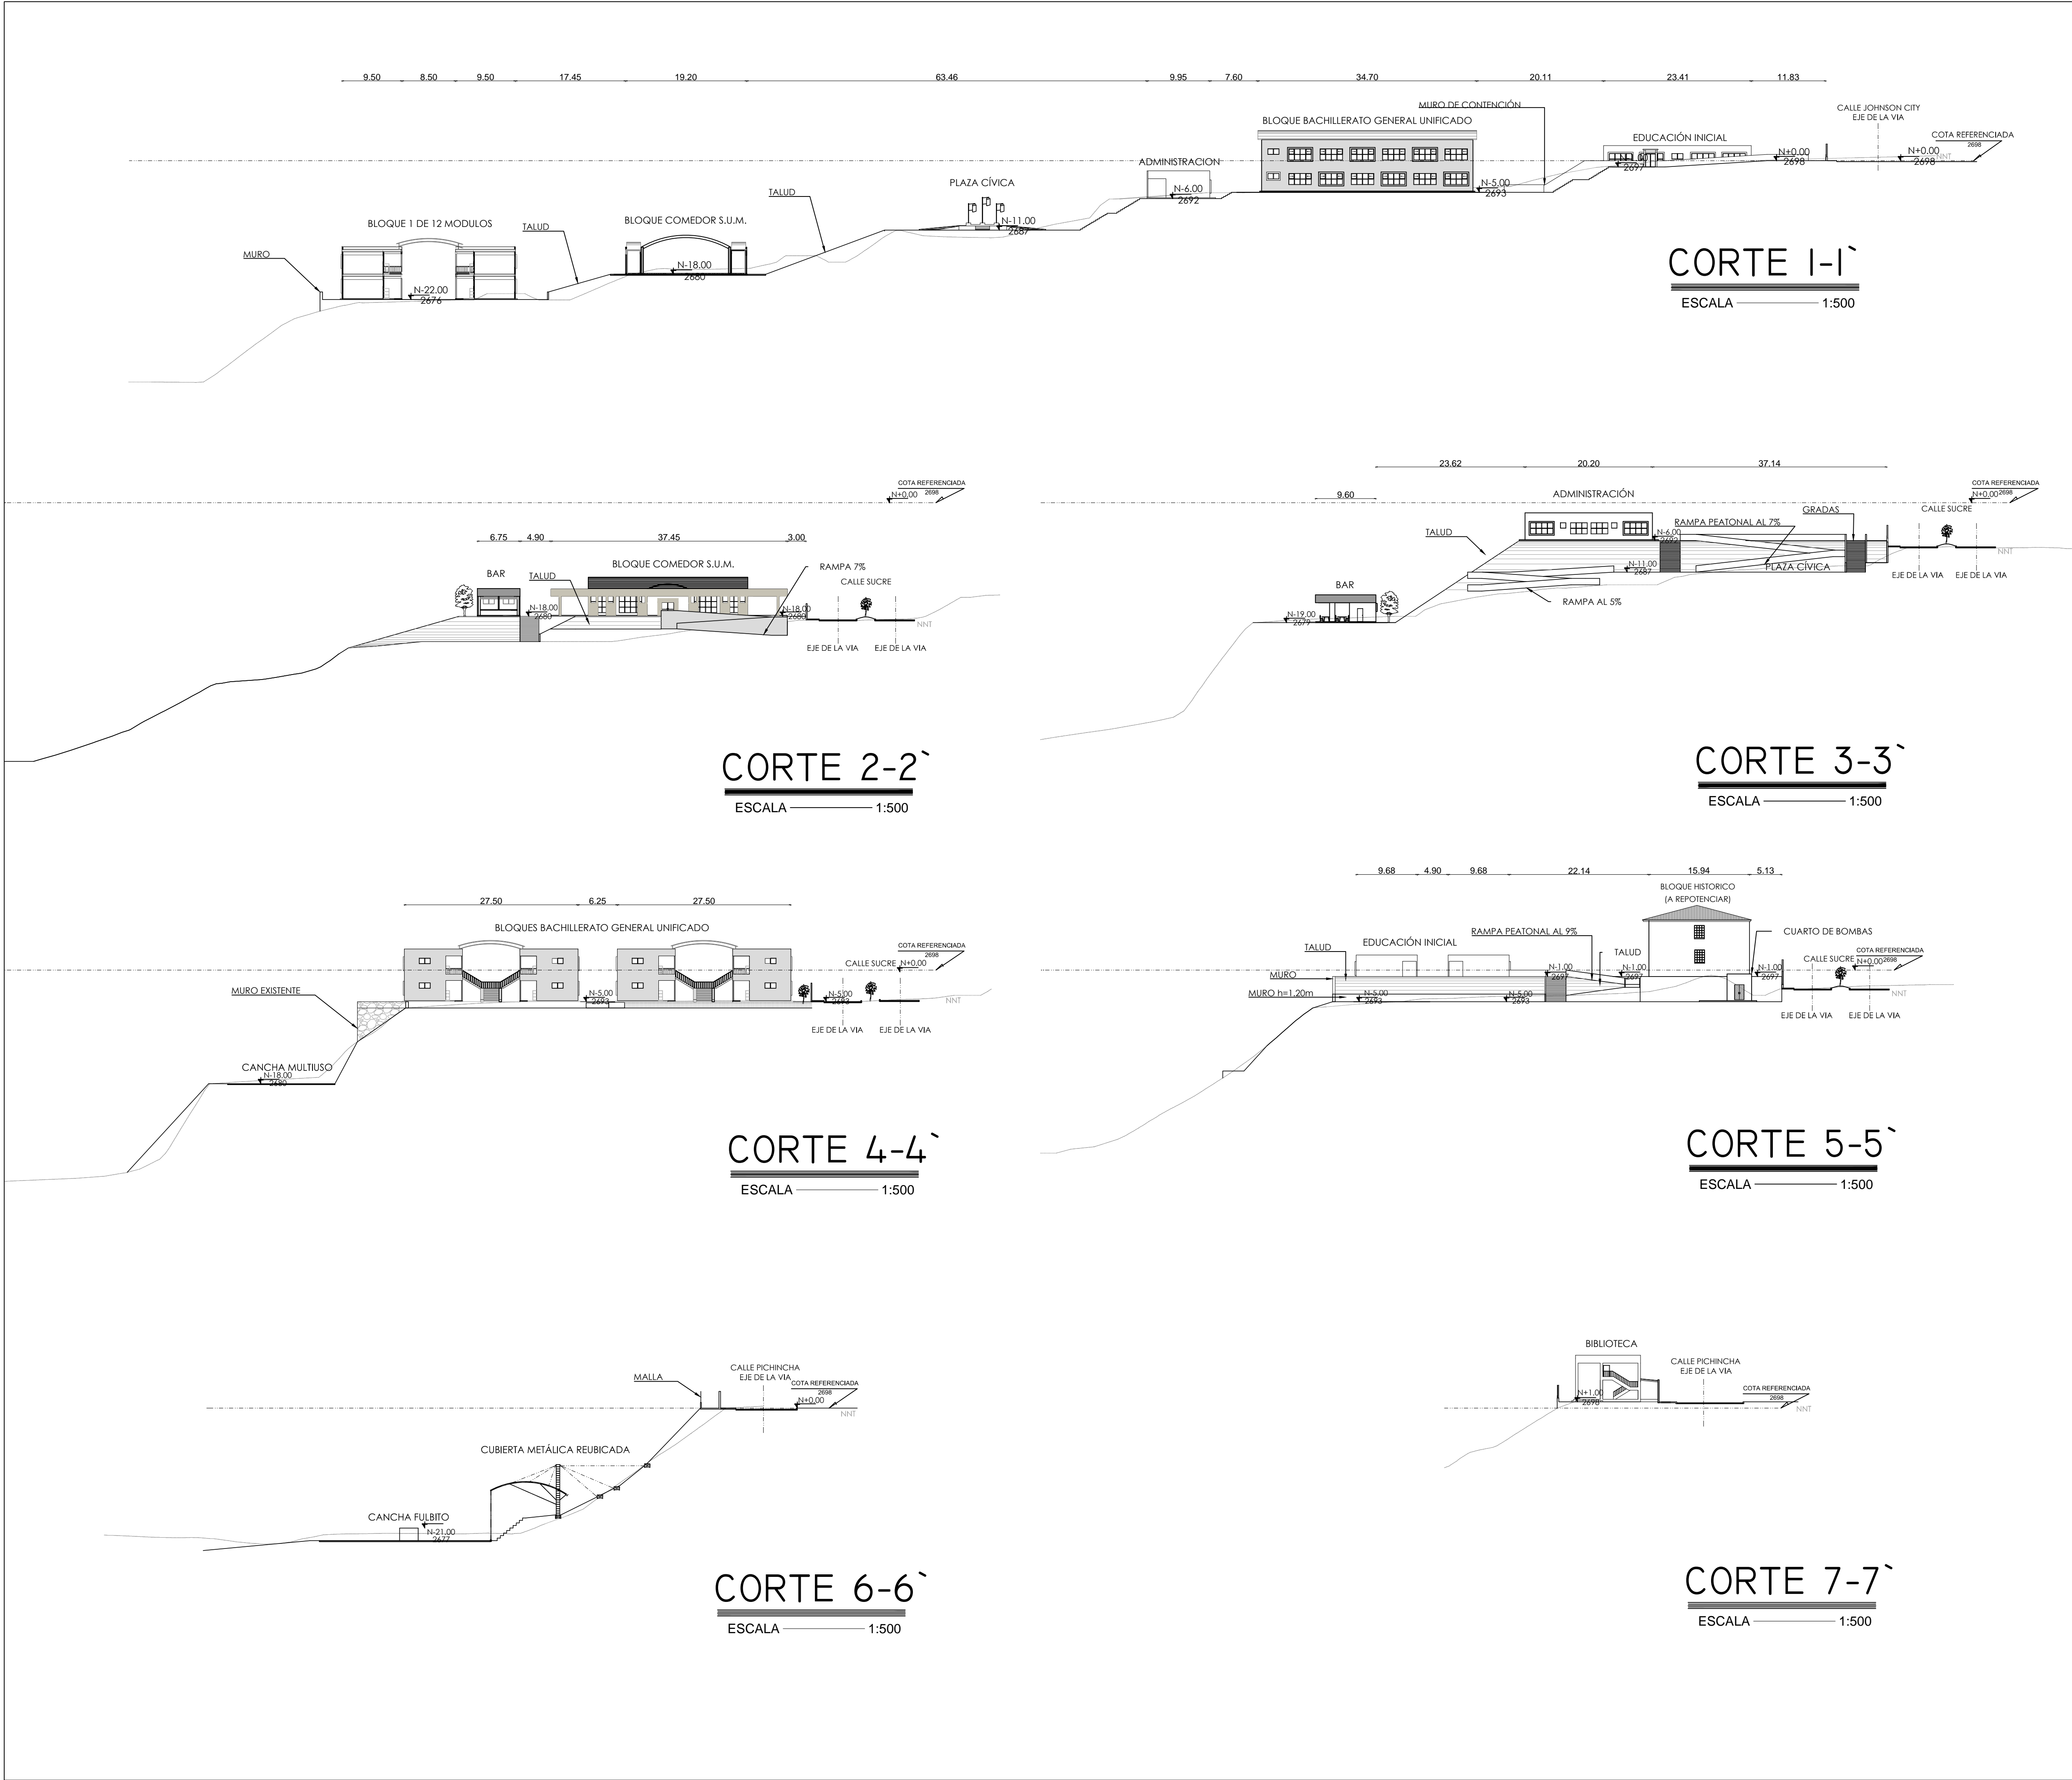 9.50 8.50 9.50 17.45 19.20 63.46 9.95 7.60 34.70 20.11 23.41 11.83
MURO DE CONTENCIÓN
CALLE JOHNSON CITY
EJE DE LA VIA
BLOQUE BACHILLERATO GENERAL UNIFICADO
EDUCACIÓN INICIAL
COTA REFERENCIADA
2698
N+0.00
2698
N+0.00
2698
NNT
2697
ADMINISTRACION
N-6.00
2692
N-5.00
2693
PLAZA CÍVICA
N-11.00
2687
TALUD
BLOQUE COMEDOR S.U.M.
N-18.00
2680
BLOQUE 1 DE 12 MODULOS
TALUD
MURO
N-22.00
2676
CORTE 1-1`
ESCALA 1:500
COTA REFERENCIADA
2698
N+0.00
6.75 4.90 37.45 3.00
BAR
TALUD
BLOQUE COMEDOR S.U.M.
RAMPA 7%
CALLE SUCRE
N-18.00
2680
N-18.00
2680
NNT
EJE DE LA VIA EJE DE LA VIA
CORTE 2-2`
ESCALA 1:500
23.62 20.20 37.14
9.60
COTA REFERENCIADA
2698
N+0.00
ADMINISTRACIÓN
GRADAS
CALLE SUCRE
RAMPA PEATONAL AL 7%
TALUD
N-6.00
2692
NNT
N-11.00
2687
PLAZA CÍVICA
EJE DE LA VIA EJE DE LA VIA
BAR
RAMPA AL 5%
N-19.00
2679
CORTE 3-3`
ESCALA 1:500
27.50 6.25 27.50
BLOQUES BACHILLERATO GENERAL UNIFICADO
COTA REFERENCIADA
2698
CALLE SUCRE N+0.00
MURO EXISTENTE
N-5.00
2693
N-5.00
2693
NNT
EJE DE LA VIA EJE DE LA VIA
CANCHA MULTIUSO
N-18.00
2680
CORTE 4-4`
ESCALA 1:500
9.68 4.90 9.68 22.14 15.94 5.13
BLOQUE HISTORICO
(A REPOTENCIAR)
RAMPA PEATONAL AL 9%
CUARTO DE BOMBAS
EDUCACIÓN INICIAL
TALUD
TALUD
COTA REFERENCIADA
2698
CALLE SUCRE N+0.00
MURO
N-1.00
2697
N-1.00
2697
N-1.00
2697
MURO h=1.20m
N-5.00
2693
N-5.00
2693
NNT
EJE DE LA VIA EJE DE LA VIA
CORTE 5-5`
ESCALA 1:500
MALLA
CALLE PICHINCHA
EJE DE LA VIA
COTA REFERENCIADA
2698
N+0.00
NNT
CUBIERTA METÁLICA REUBICADA
CANCHA FULBITO
N-21.00
2677
CORTE 6-6`
ESCALA 1:500
BIBLIOTECA
CALLE PICHINCHA
EJE DE LA VIA
COTA REFERENCIADA
2698
N+1.00
2698
NNT
CORTE 7-7`
ESCALA 1:500